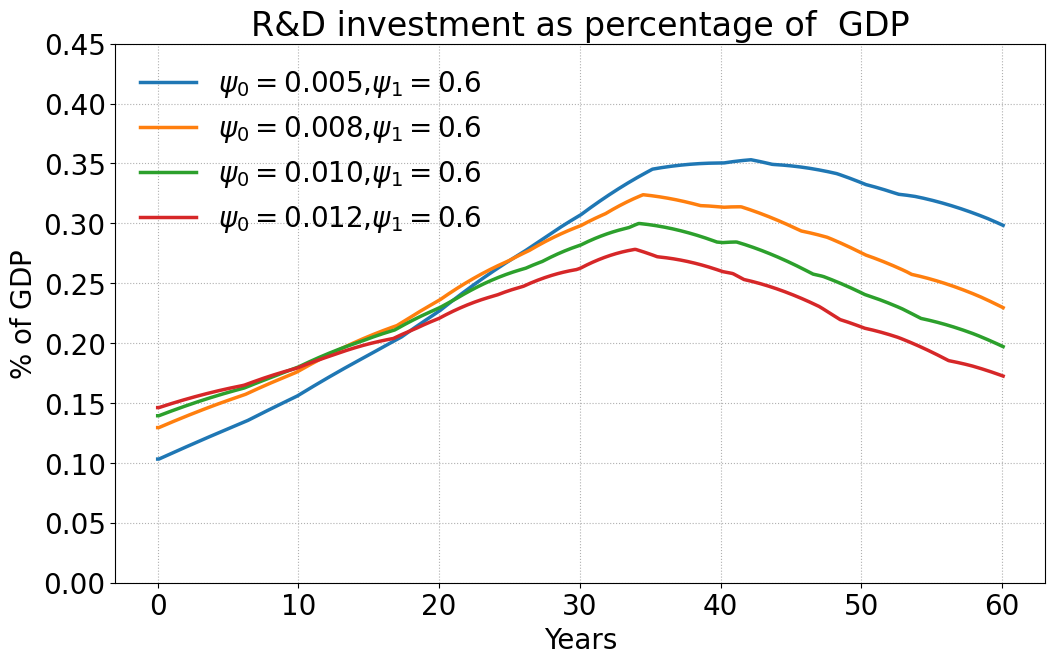 R&D investment as percentage of  GDP
% of GDP
0.45
0.40
0.35
0.30
0.25
0.20
0.15
0.10
0.05
0.00
ψ₀ = 0.005,ψ₁ = 0.6
ψ₀ = 0.008,ψ₁ = 0.6
ψ₀ = 0.010,ψ₁ = 0.6
ψ₀ = 0.012,ψ₁ = 0.6
0 10 20 30 40 50 60
Years